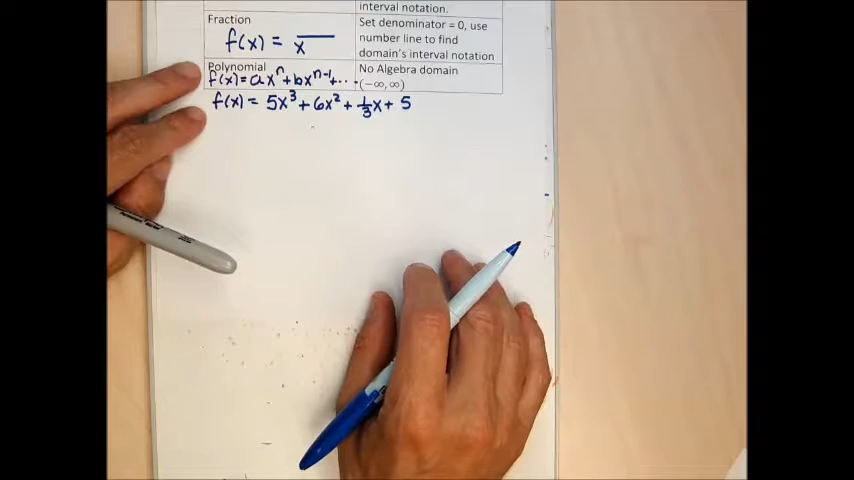 interval notation.
Fraction
f(x) = — / x
Set denominator = 0, use
number line to find
domain's interval notation
Polynomial
f(x) = ax^n + bx^(n-1) + ...
No Algebra domain
(−∞, ∞)
f(x) = 5x^3 + 6x^2 + 1/3 x + 5